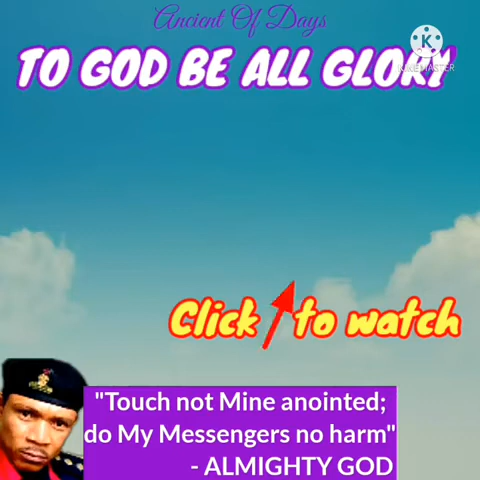 Ancient Of Days
TO GOD BE ALL GLORY
K
KINEMASTER
Click to watch
"Touch not Mine anointed;
do My Messengers no harm"
- ALMIGHTY GOD